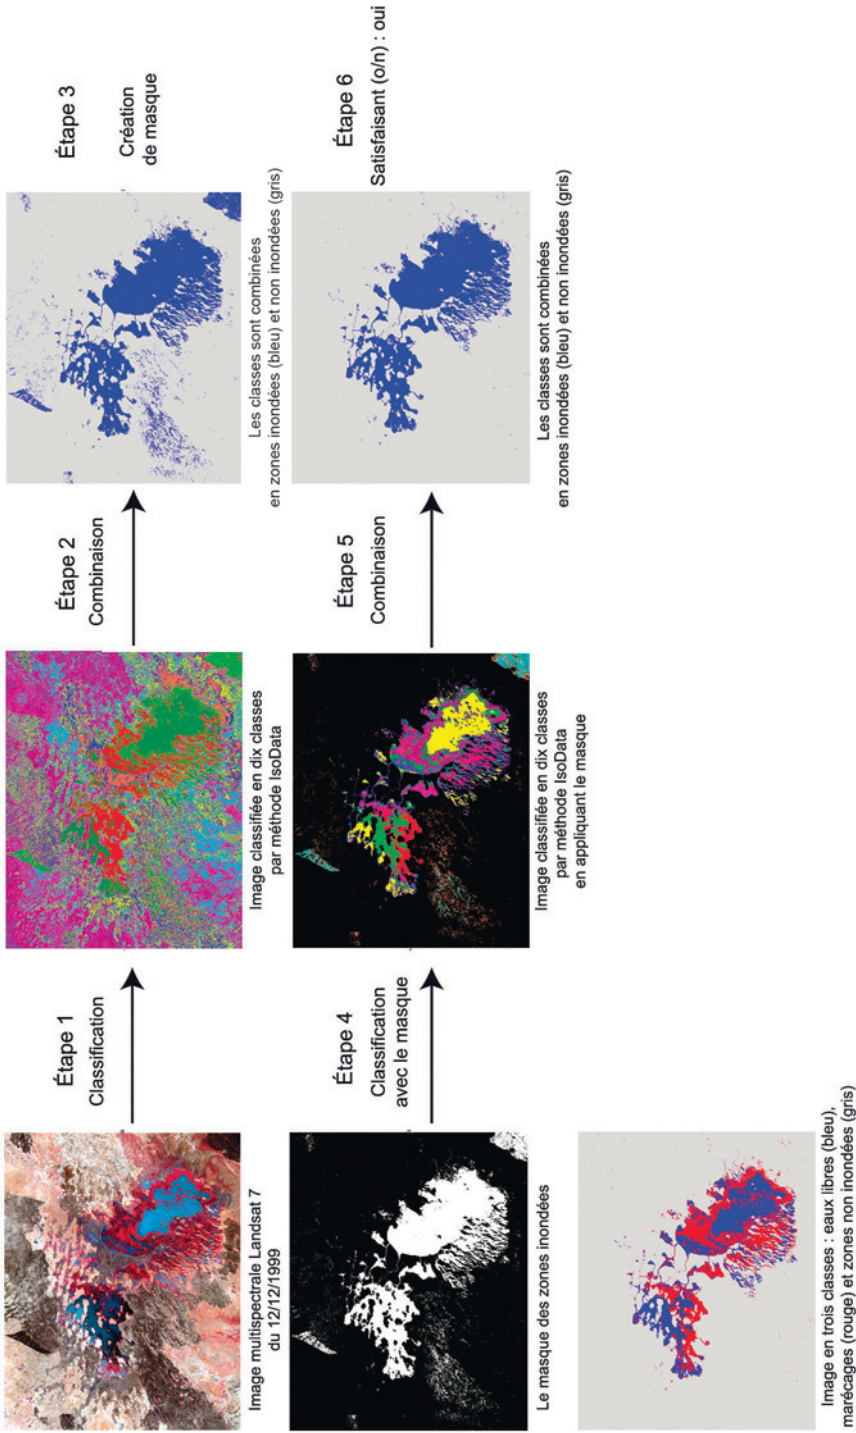 Étape 1
Classification
Étape 2
Combinaison
Étape 3
Création
de masque
Image multispectrale Landsat 7
du 12/12/1999
Image classifiée en dix classes
par méthode IsoData
Les classes sont combinées
en zones inondées (bleu) et non inondées (gris)
Étape 4
Classification
avec le masque
Étape 5
Combinaison
Étape 6
Satisfaisant (o/n) : oui
Le masque des zones inondées
Image classifiée en dix classes
par méthode IsoData
en appliquant le masque
Les classes sont combinées
en zones inondées (bleu) et non inondées (gris)
Image en trois classes : eaux libres (bleu),
marécages (rouge) et zones non inondées (gris)